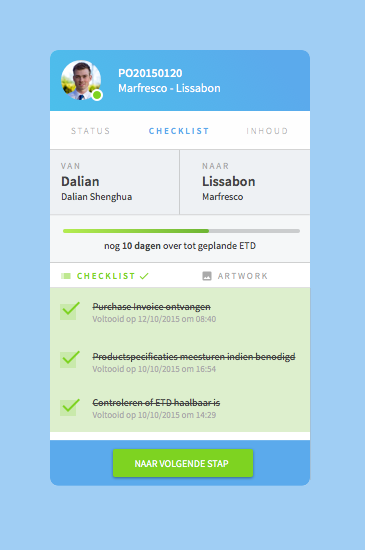 PO20150120
Marfresco - Lissabon
STATUS CHECKLIST INHOUD
VAN NAAR
Dalian Lissabon
Dalian Shenghua Marfresco
nog 10 dagen over tot geplande ETD
CHECKLIST ARTWORK
Purchase Invoice ontvangen
Voltooid op 12/10/2015 om 08:40
Productspecificaties meesturen indien benodigd
Voltooid op 10/10/2015 om 16:54
Controleren of ETD haalbaar is
Voltooid op 10/10/2015 om 14:29
NAAR VOLGENDE STAP